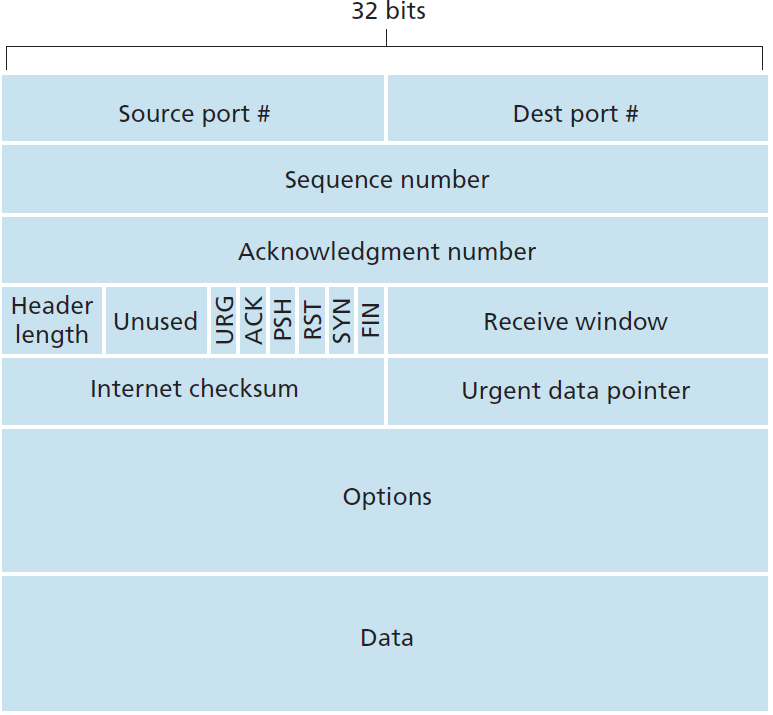 32 bits
Source port #
Dest port #
Sequence number
Acknowledgment number
Header
length
Unused
URG
ACK
PSH
RST
SYN
FIN
Receive window
Internet checksum
Urgent data pointer
Options
Data